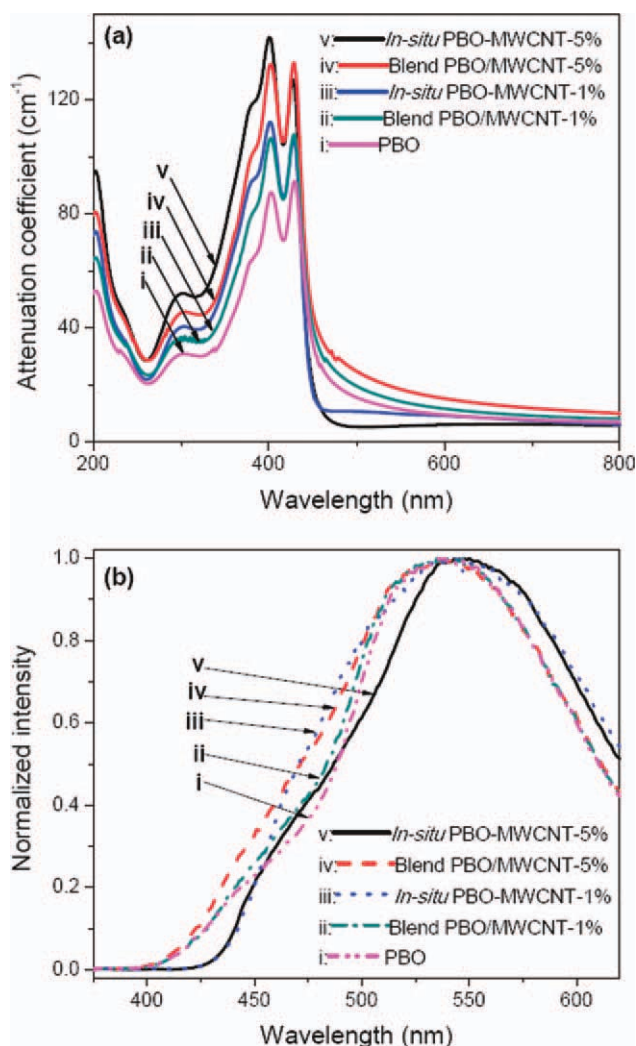 (a)
v: In-situ PBO-MWCNT-5%
iv: Blend PBO/MWCNT-5%
iii: In-situ PBO-MWCNT-1%
ii: Blend PBO/MWCNT-1%
i: PBO
120
80
40
0
Attenuation coefficient (cm-1)
v
iv
iii
ii
i
200 400 600 800
Wavelength (nm)
(b)
1.0
0.8
0.6
0.4
0.2
0.0
Normalized intensity
v
iv
iii
ii
i
v: In-situ PBO-MWCNT-5%
iv: Blend PBO/MWCNT-5%
iii: In-situ PBO-MWCNT-1%
ii: Blend PBO/MWCNT-1%
i: PBO
400 450 500 550 600
Wavelength (nm)